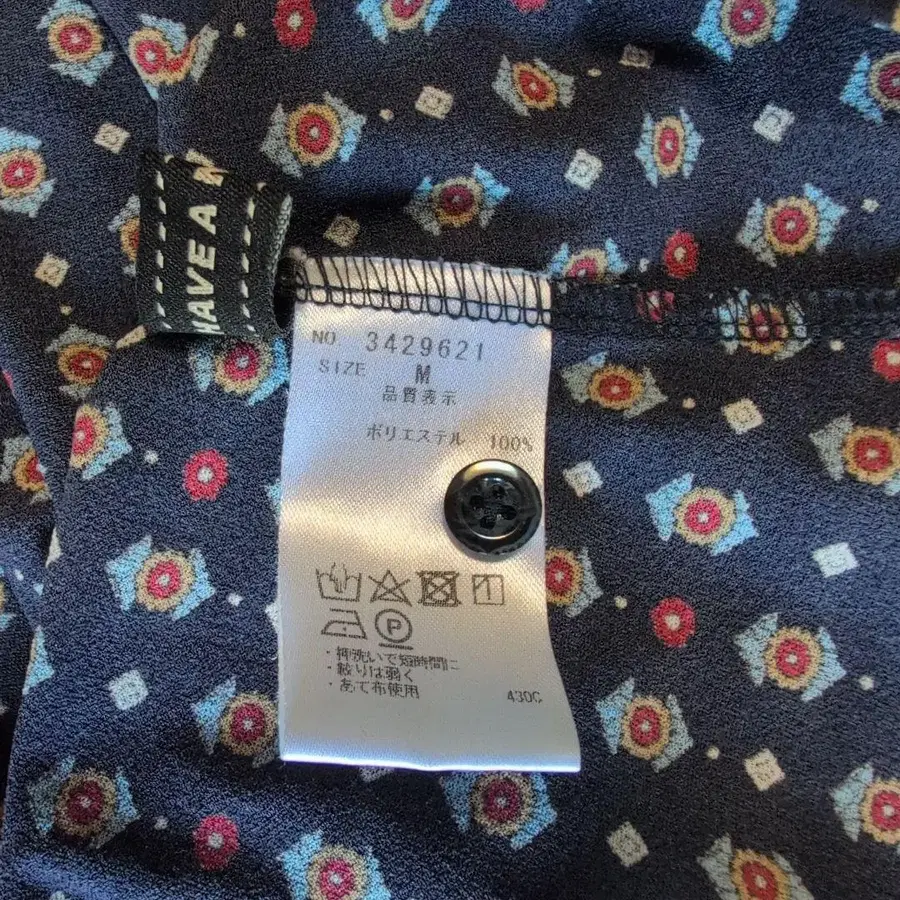 HAVE A
NO 3429621
SIZE M
品質表示
ポリエステル 100%
P
・押洗いで短時間に
・絞りは弱く
・あて布使用
430C